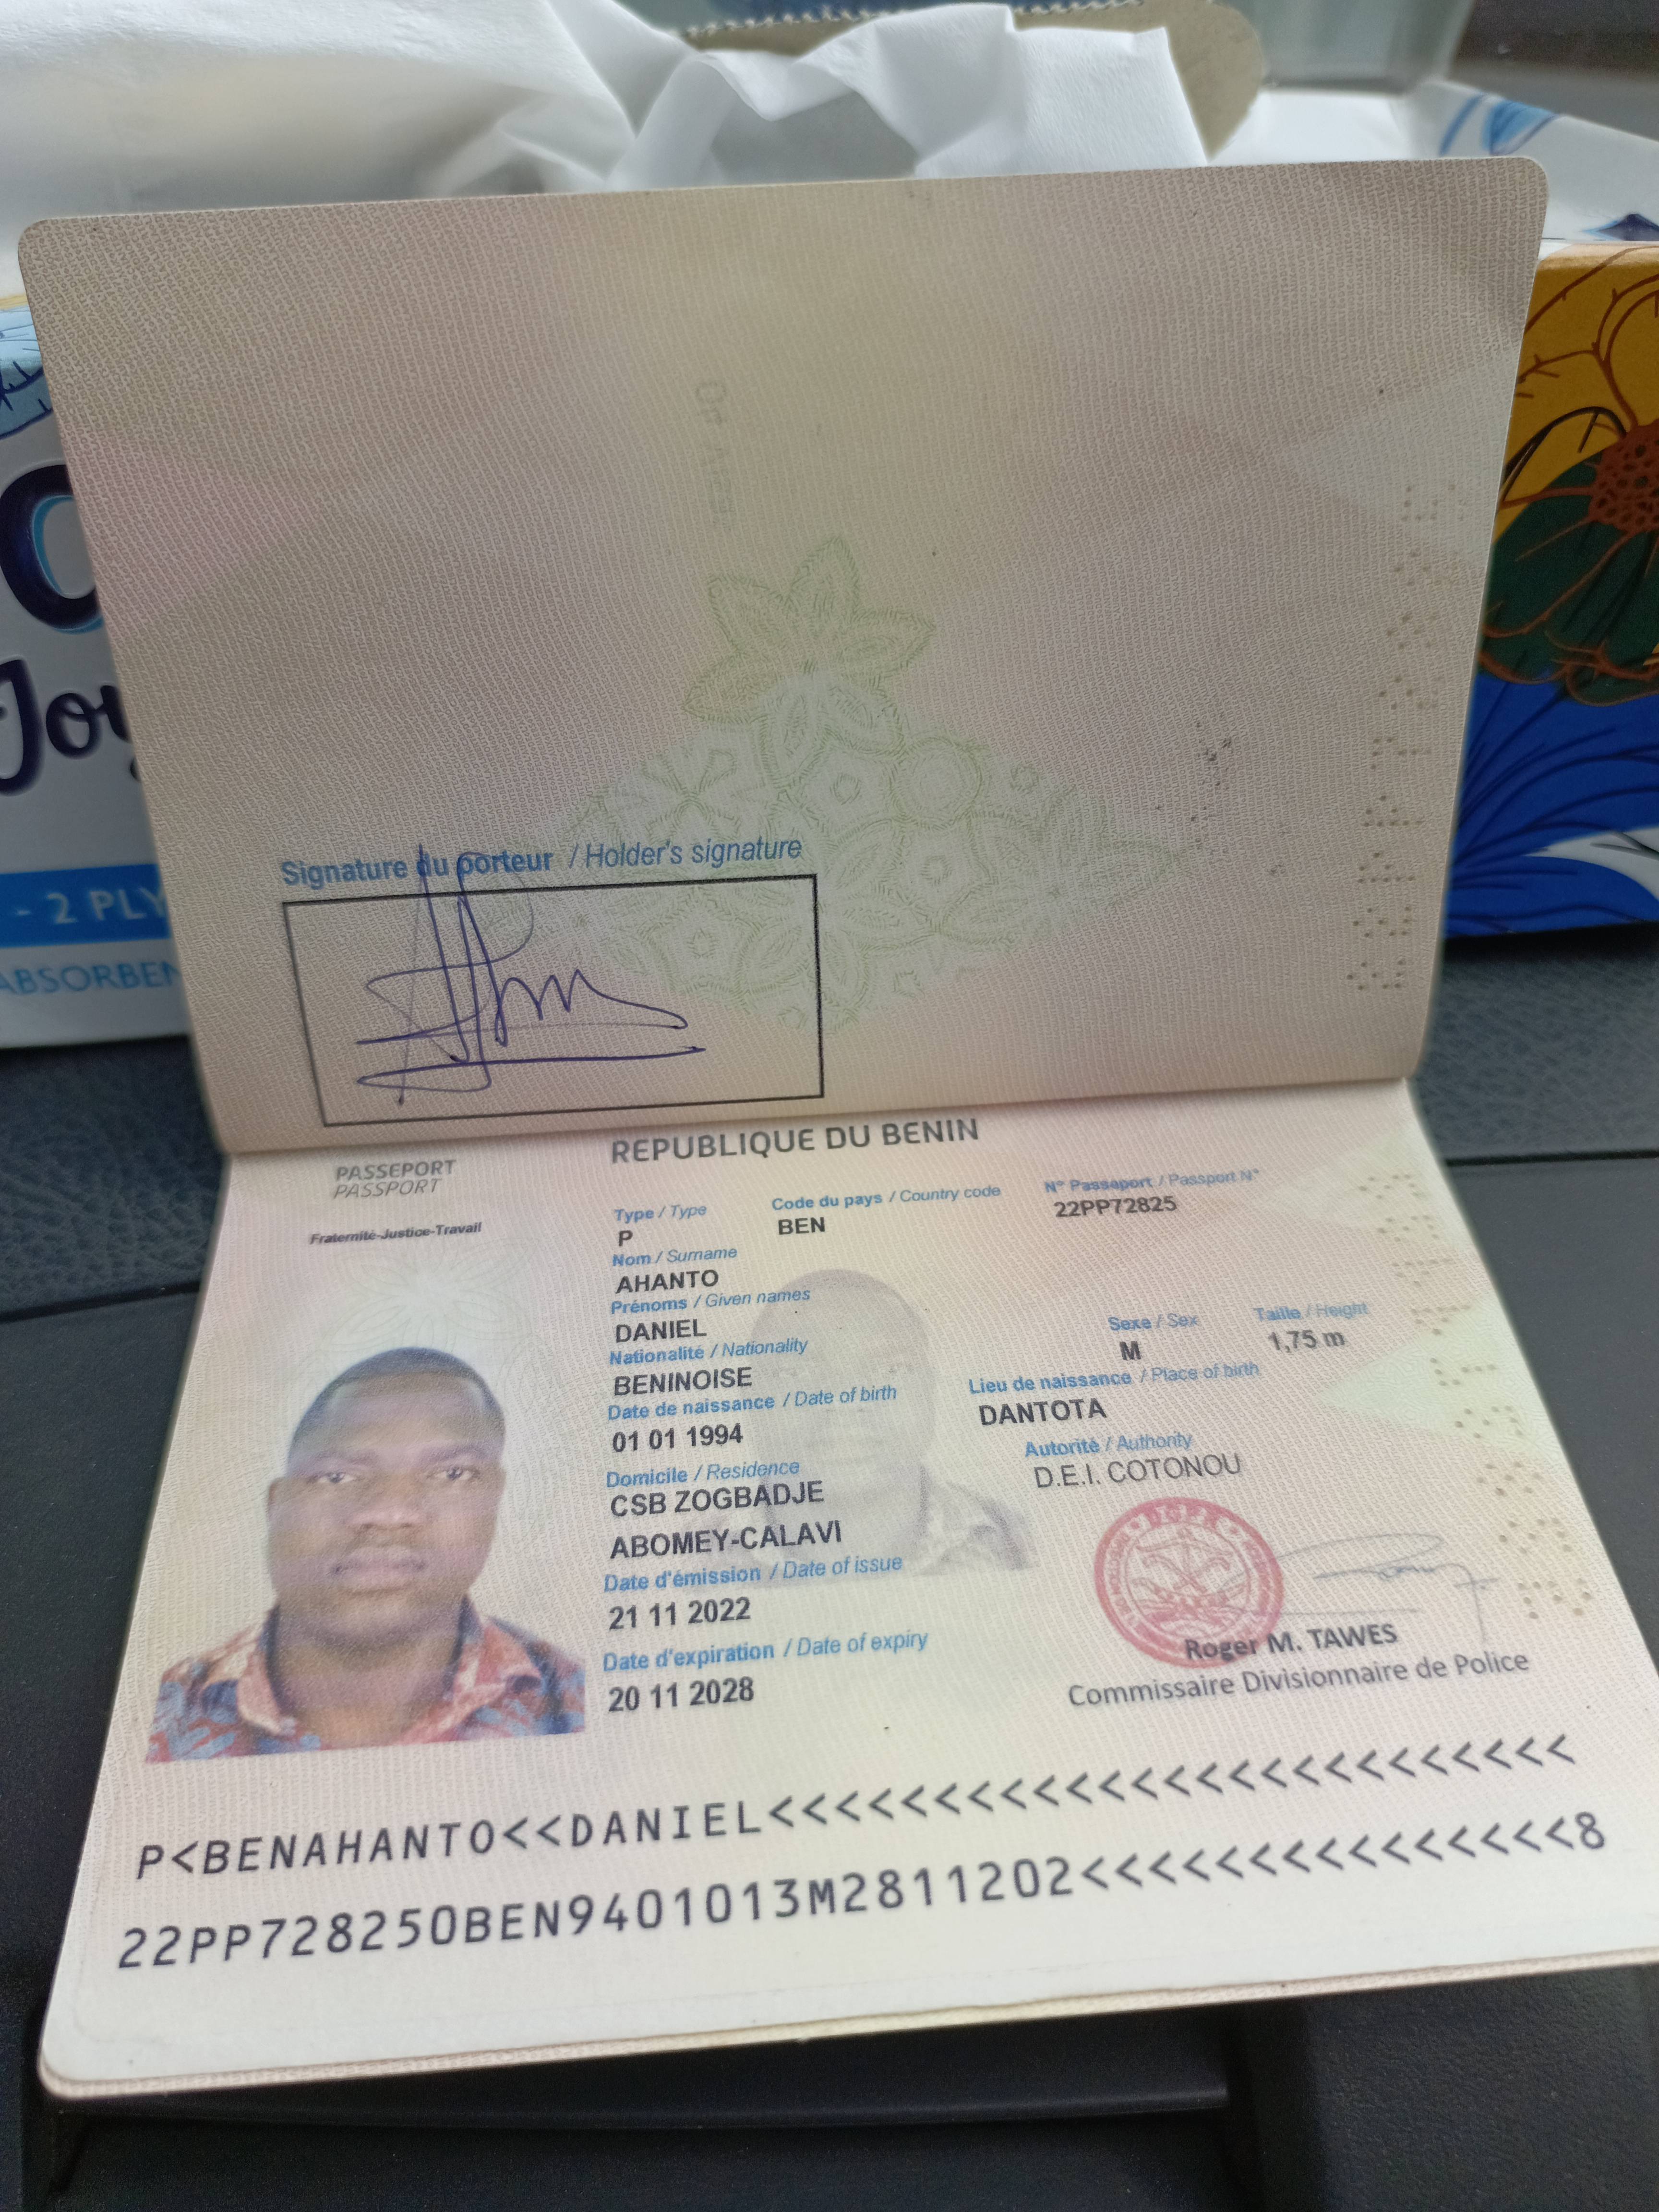 Joy
- 2 PLY
Signature du porteur / Holder's signature
REPUBLIQUE DU BENIN
PASSEPORT
PASSPORT
Fraternité-Justice-Travail
Type / Type
P
Code du pays / Country code
BEN
N° Passeport / Passport N°
22PP72825
Nom / Surname
AHANTO
Prénoms / Given names
DANIEL
Nationalité / Nationality
BENINOISE
Sexe / Sex
M
Taille / Height
1,75 m
Date de naissance / Date of birth
01 01 1994
Lieu de naissance / Place of birth
DANTOTA
Domicile / Residence
CSB ZOGBADJE
ABOMEY-CALAVI
Autorité / Authority
D.E.I. COTONOU
Date d'émission / Date of issue
21 11 2022
Date d'expiration / Date of expiry
20 11 2028
Roger M. TAWES
Commissaire Divisionnaire de Police
P<BENAHANTO<<DANIEL<<<<<<<<<<<<<<<<<<<<<<<<<
22PP728250BEN9401013M2811202<<<<<<<<<<<<<<<8